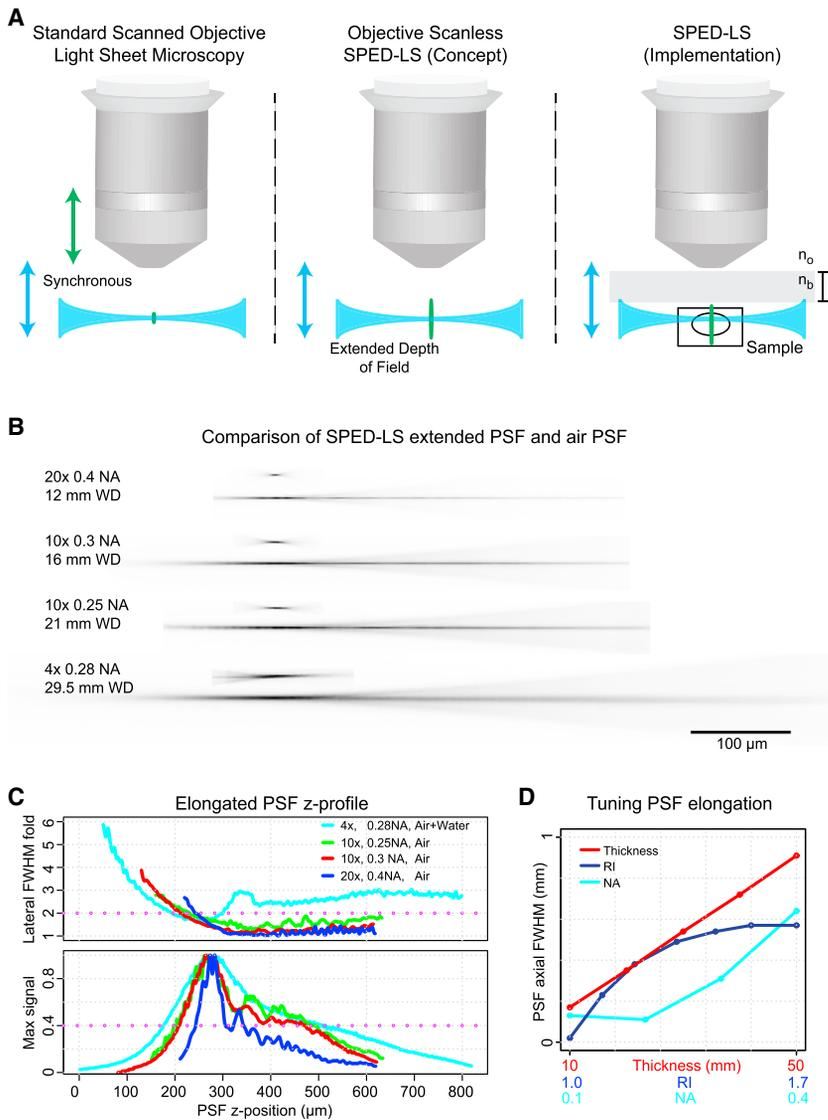 A
Standard Scanned Objective
Light Sheet Microscopy
Objective Scanless
SPED-LS (Concept)
SPED-LS
(Implementation)
Synchronous
Extended Depth
of Field
no
nb
Sample
B
Comparison of SPED-LS extended PSF and air PSF
20x 0.4 NA
12 mm WD
10x 0.3 NA
16 mm WD
10x 0.25 NA
21 mm WD
4x 0.28 NA
29.5 mm WD
100 µm
C
Elongated PSF z-profile
Lateral FWHM fold
6
5
4
3
2
1
4x, 0.28NA, Air+Water
10x, 0.25NA, Air
10x, 0.3 NA, Air
20x, 0.4NA, Air
Max signal
0.8
0.4
0
0 100 200 300 400 500 600 700 800
PSF z-position (µm)
D
Tuning PSF elongation
PSF axial FWHM (mm)
1
0
Thickness
RI
NA
10 Thickness (mm) 50
1.0 RI 1.7
0.1 NA 0.4